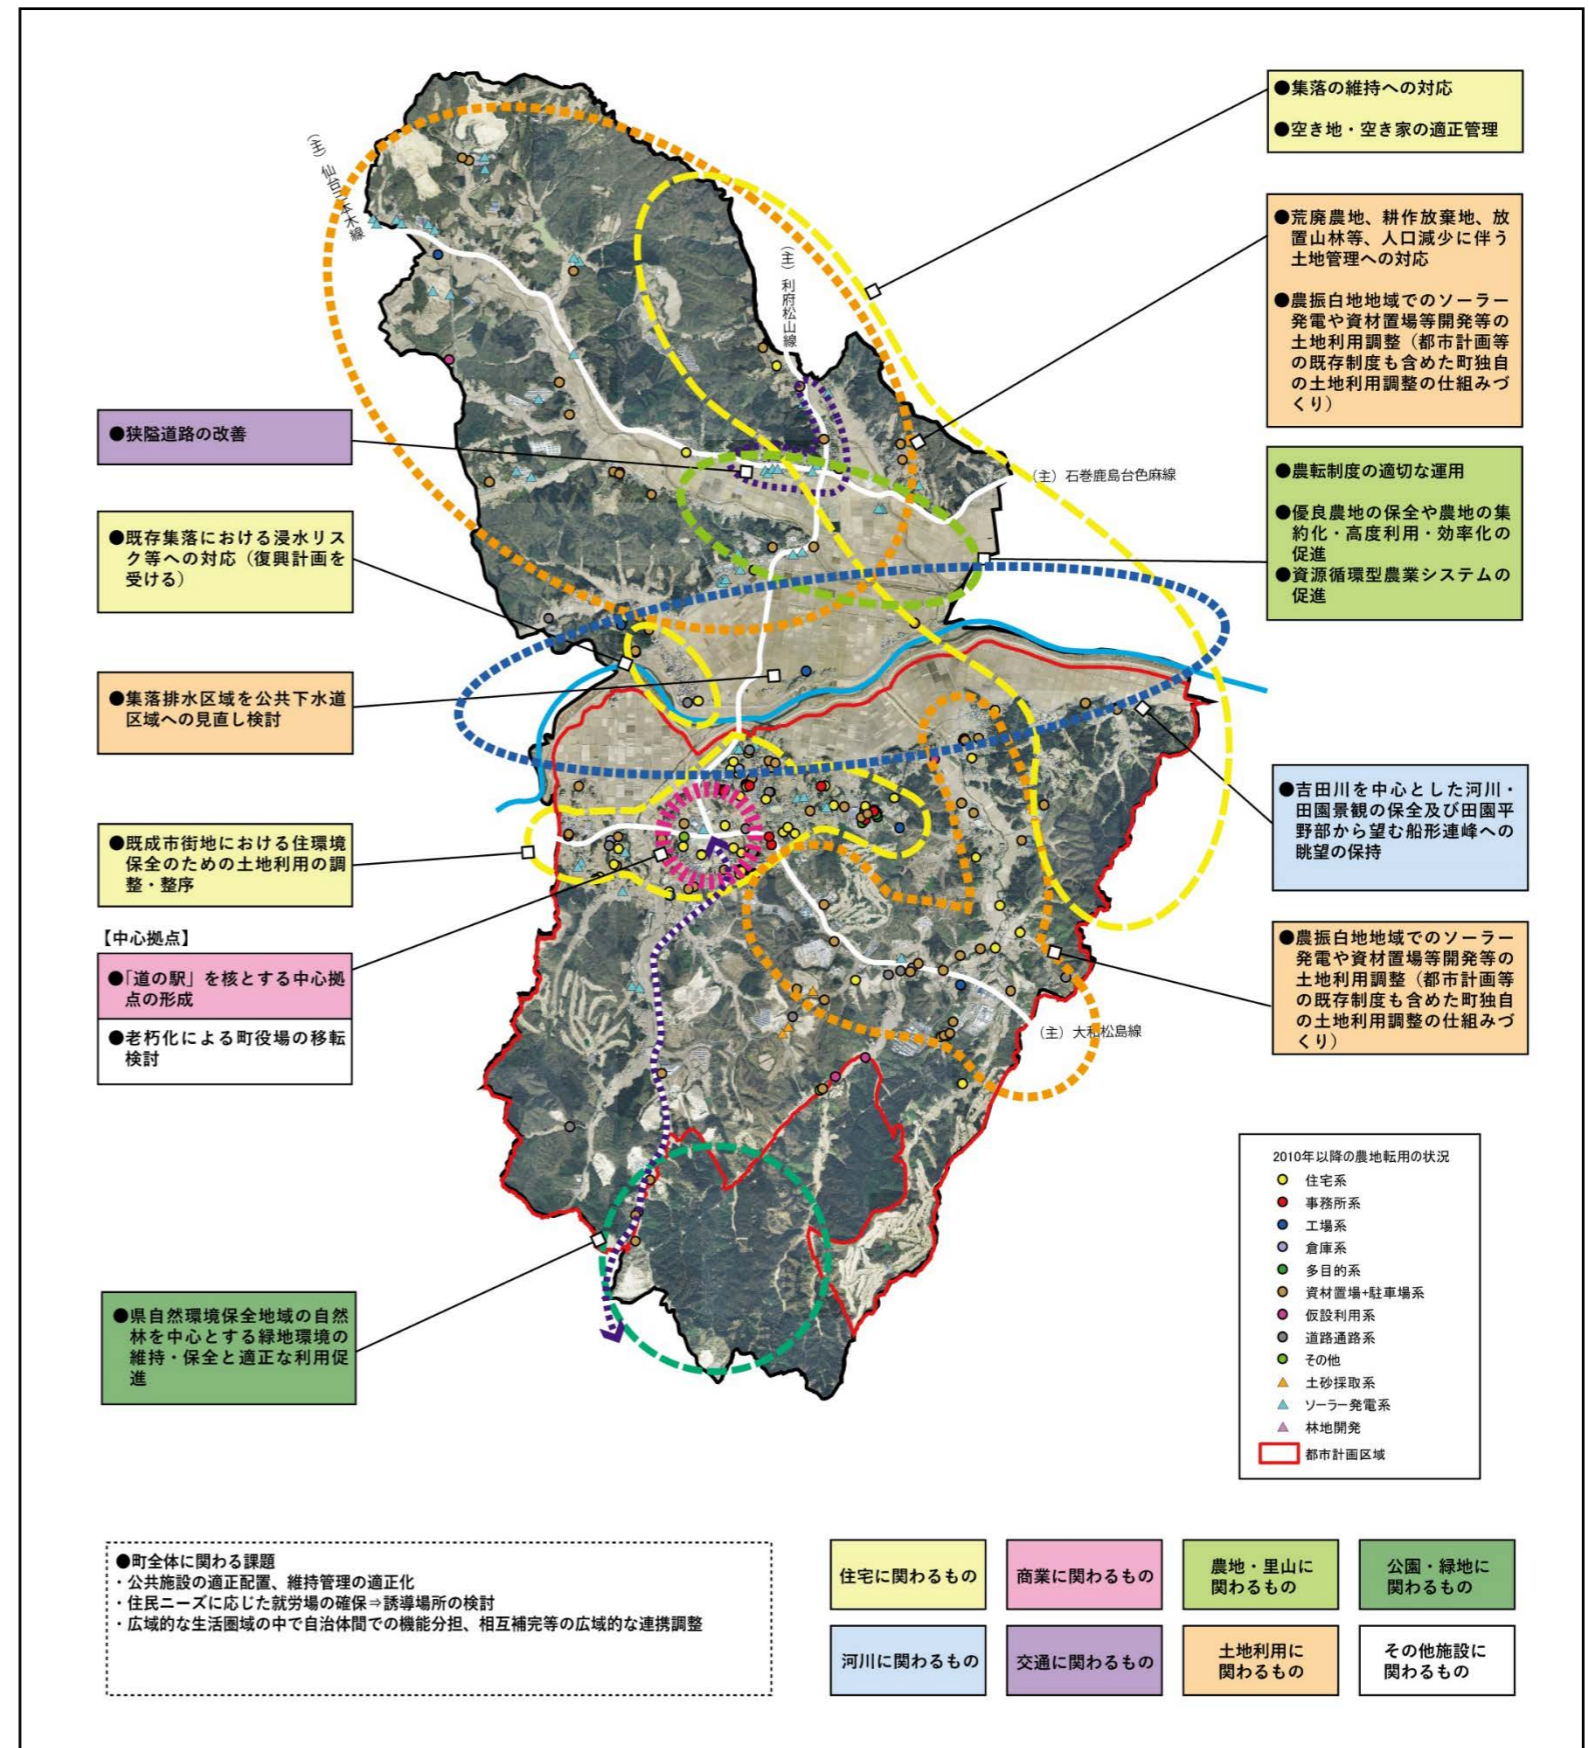 (主) 仙台三本木線
(主) 利府松山線
(主) 石巻鹿島台色麻線
(主) 大和松島線
●狭隘道路の改善
●既存集落における浸水リス
ク等への対応（復興計画を
受ける）
●集落排水区域を公共下水道
区域への見直し検討
●既成市街地における住環境
保全のための土地利用の調
整・整序
【中心拠点】
●「道の駅」を核とする中心拠
点の形成
●老朽化による町役場の移転
検討
●県自然環境保全地域の自然
林を中心とする緑地環境の
維持・保全と適正な利用促
進
●集落の維持への対応
●空き地・空き家の適正管理
●荒廃農地、耕作放棄地、放
置山林等、人口減少に伴う
土地管理への対応
●農振白地地域でのソーラー
発電や資材置場等開発等の
土地利用調整（都市計画等
の既存制度も含めた町独自
の土地利用調整の仕組みづ
くり）
●農転制度の適切な運用
●優良農地の保全や農地の集
約化・高度利用・効率化の
促進
●資源循環型農業システムの
促進
●吉田川を中心とした河川・
田園景観の保全及び田園平
野部から望む船形連峰への
眺望の保持
●農振白地地域でのソーラー
発電や資材置場等開発等の
土地利用調整（都市計画等
の既存制度も含めた町独自
の土地利用調整の仕組みづ
くり）
2010年以降の農地転用の状況
住宅系
事務所系
工場系
倉庫系
多目的系
資材置場+駐車場系
仮設利用系
道路通路系
その他
土砂採取系
ソーラー発電系
林地開発
都市計画区域
●町全体に関わる課題
・公共施設の適正配置、維持管理の適正化
・住民ニーズに応じた就労場の確保⇒誘導場所の検討
・広域的な生活圏域の中で自治体間での機能分担、相互補完等の広域的な連携調整
住宅に関わるもの
商業に関わるもの
農地・里山に
関わるもの
公園・緑地に
関わるもの
河川に関わるもの
交通に関わるもの
土地利用に
関わるもの
その他施設に
関わるもの